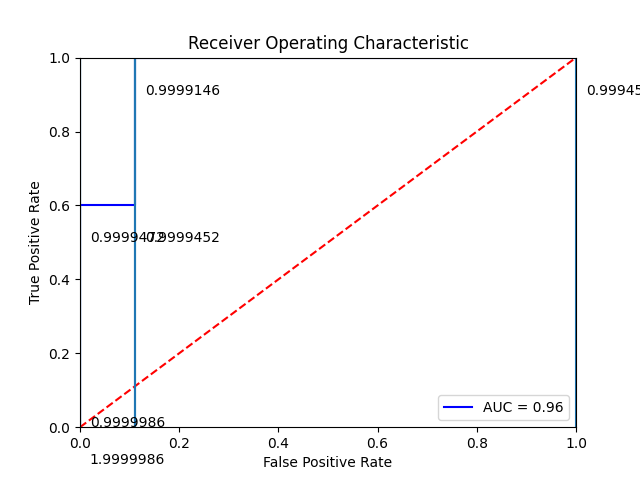 Receiver Operating Characteristic
1.0
0.9999146
0.99945
0.8
0.6
0.9999472
0.9999452
0.4
0.2
0.0
0.9999986
AUC = 0.96
0.0 0.2 0.4 0.6 0.8 1.0
1.9999986
False Positive Rate
True Positive Rate